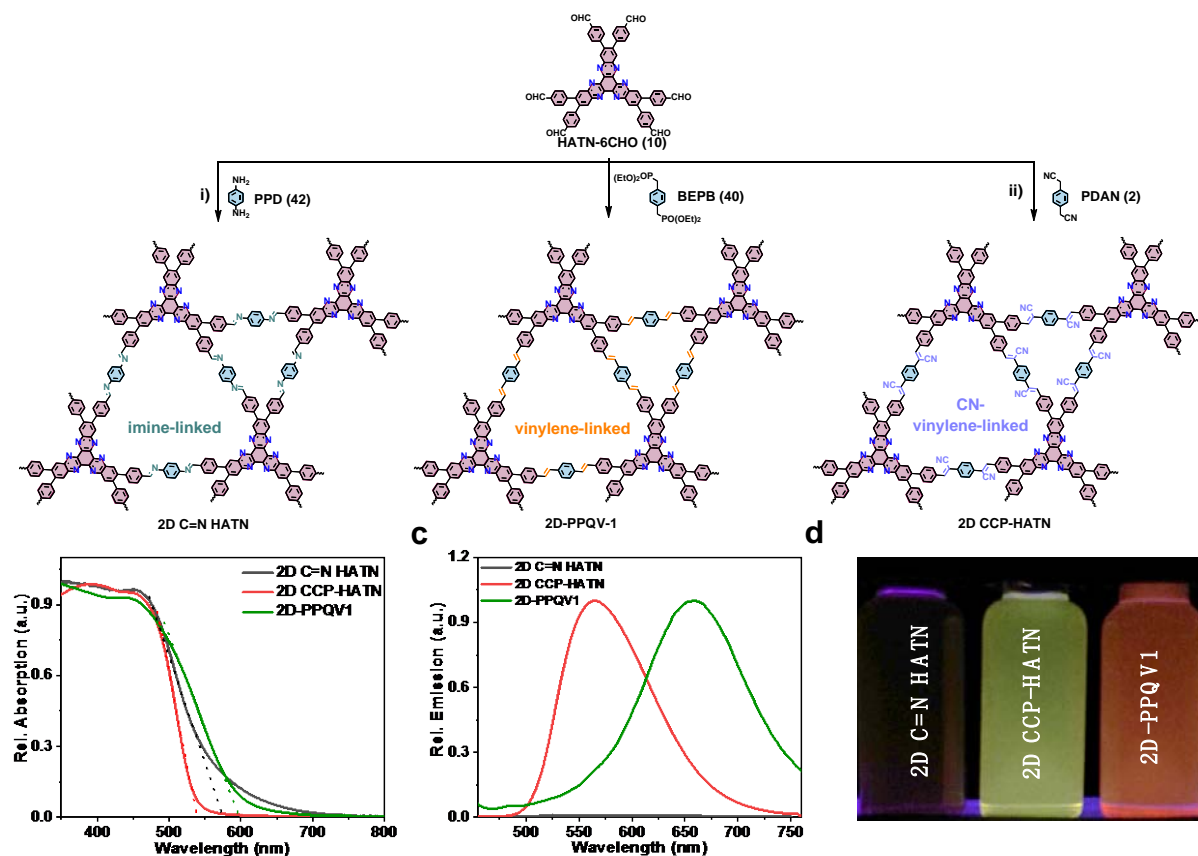 OHC CHO
OHC CHO
OHC CHO
HATN-6CHO (10)
i) NH2 PPD (42) NH2
(EtO)2OP BEPB (40) PO(OEt)2
ii) NC PDAN (2) CN
imine-linked
vinylene-linked
CN-
vinylene-linked
2D C=N HATN
2D-PPQV-1
2D CCP-HATN
c
d
Rel. Absorption (a.u.)
0.9
0.6
0.3
0.0
400 500 600 700 800
Wavelength (nm)
2D C=N HATN
2D CCP-HATN
2D-PPQV1
Rel. Emission (a.u.)
1.2
0.9
0.6
0.3
0.0
500 550 600 650 700 750
Wavelength (nm)
2D C=N HATN
2D CCP-HATN
2D-PPQV1
2D C=N HATN
2D CCP-HATN
2D-PPQV1